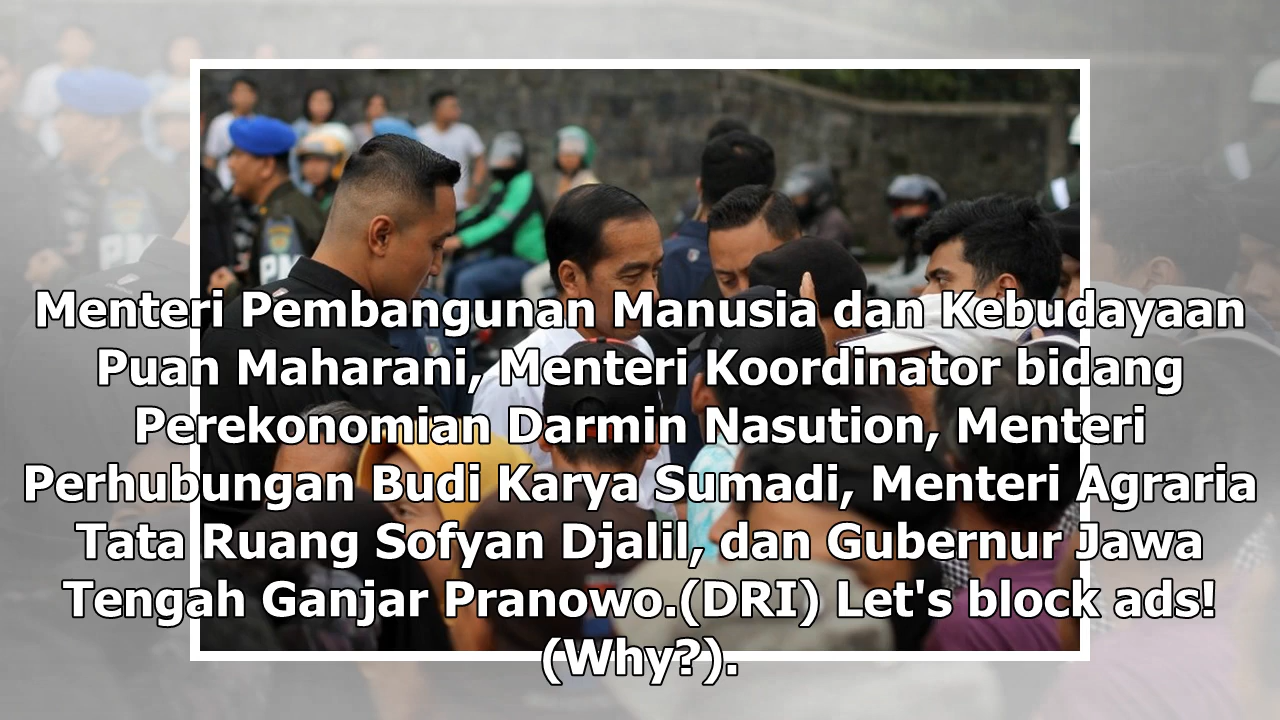 Menteri Pembangunan Manusia dan Kebudayaan
Puan Maharani, Menteri Koordinator bidang
Perekonomian Darmin Nasution, Menteri
Perhubungan Budi Karya Sumadi, Menteri Agraria
Tata Ruang Sofyan Djalil, dan Gubernur Jawa
Tengah Ganjar Pranowo.(DRI) Let's block ads!
(Why?).